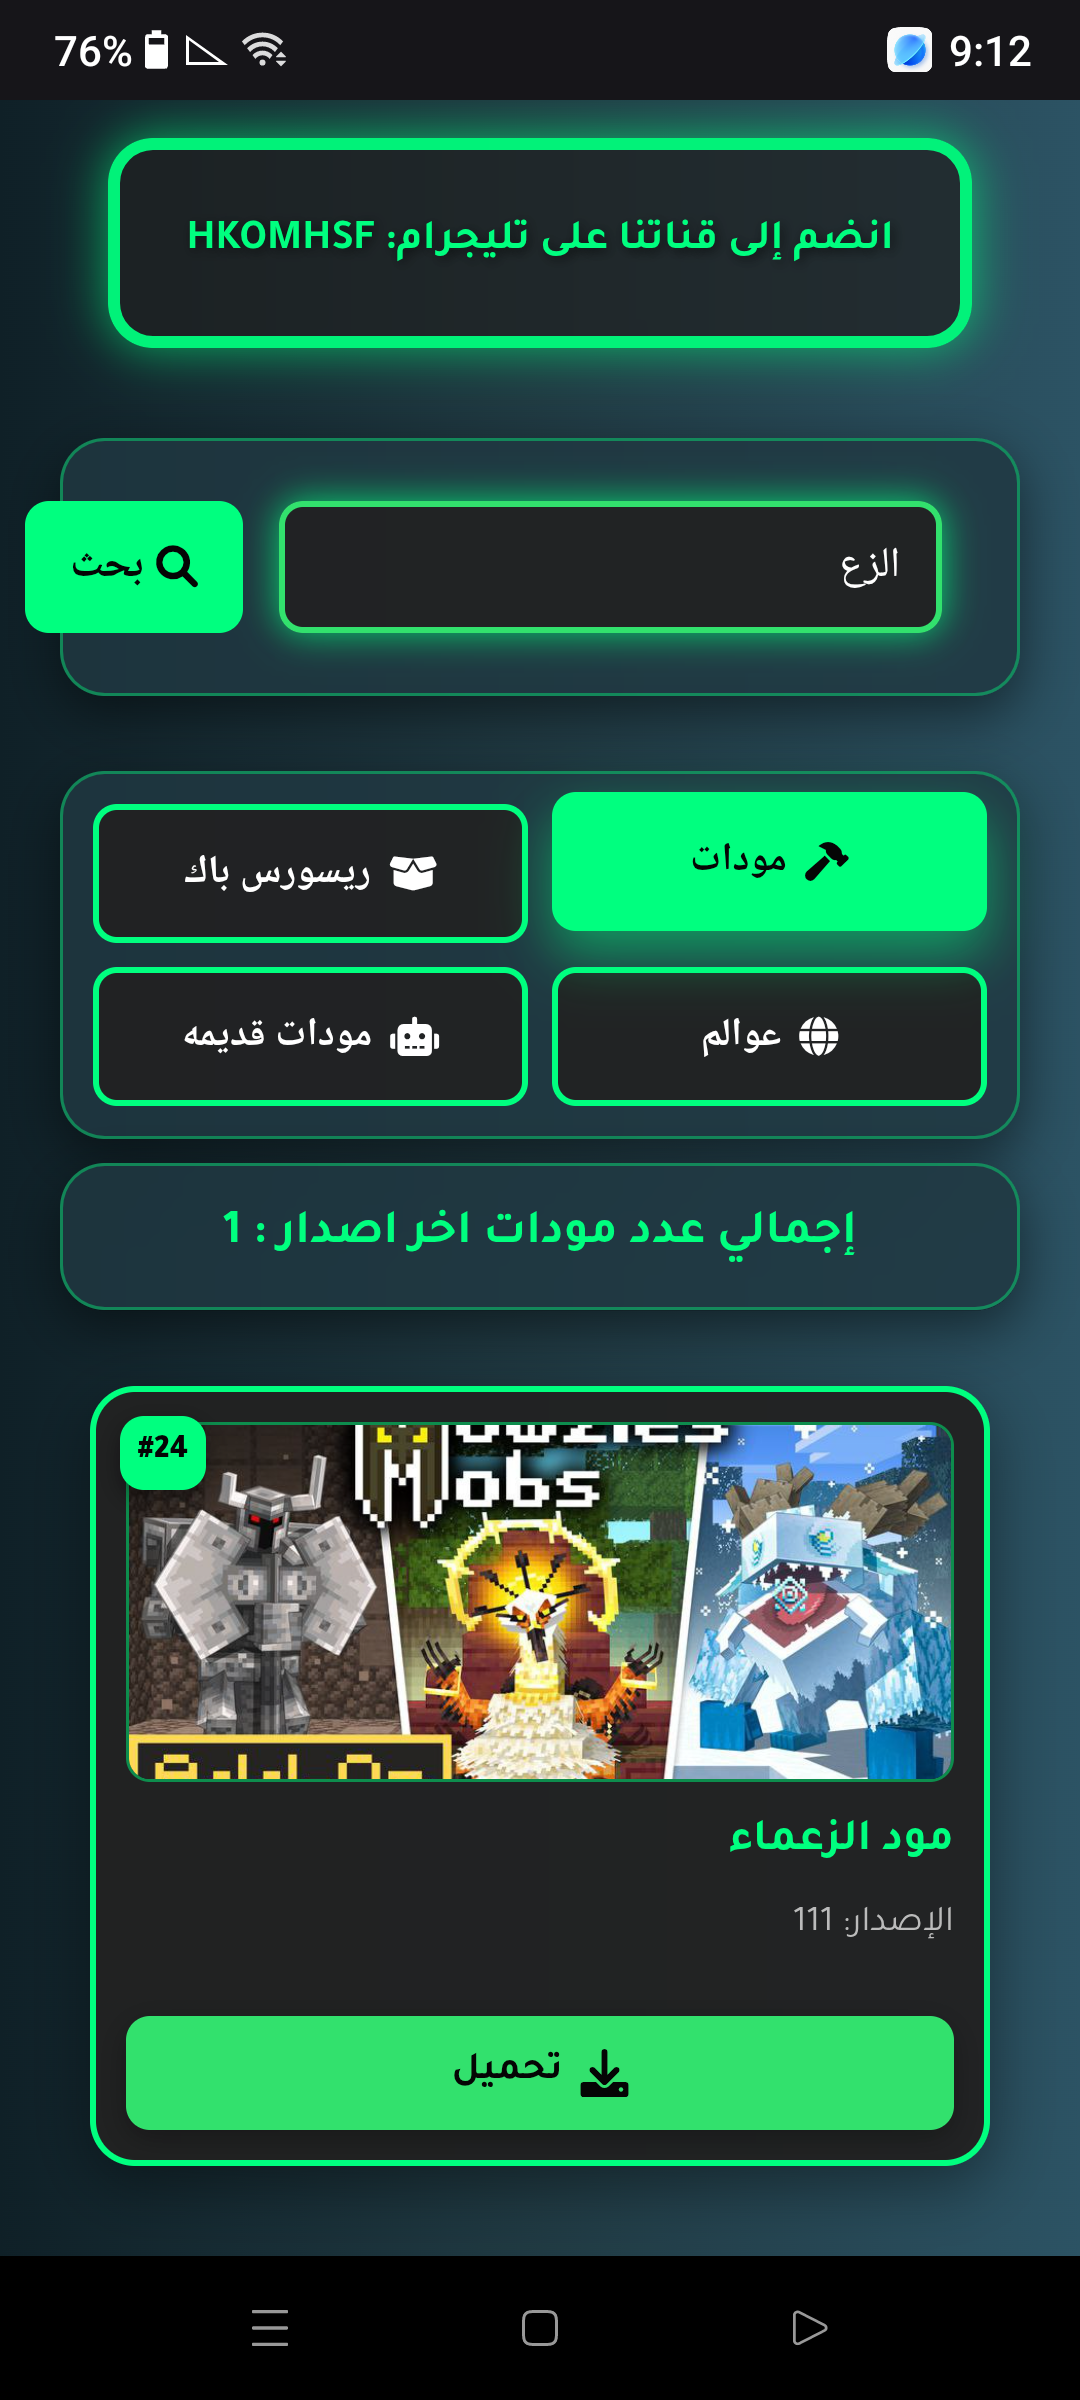 76%
9:12
انضم إلى قناتنا على تليجرام: HKOMHSF
الزع
بحث
مودات
ريسورس باك
عوالم
مودات قديمه
إجمالي عدد مودات اخر اصدار : 1
#24
Mowzies
Mobs
مود الزعماء
الإصدار: 111
تحميل